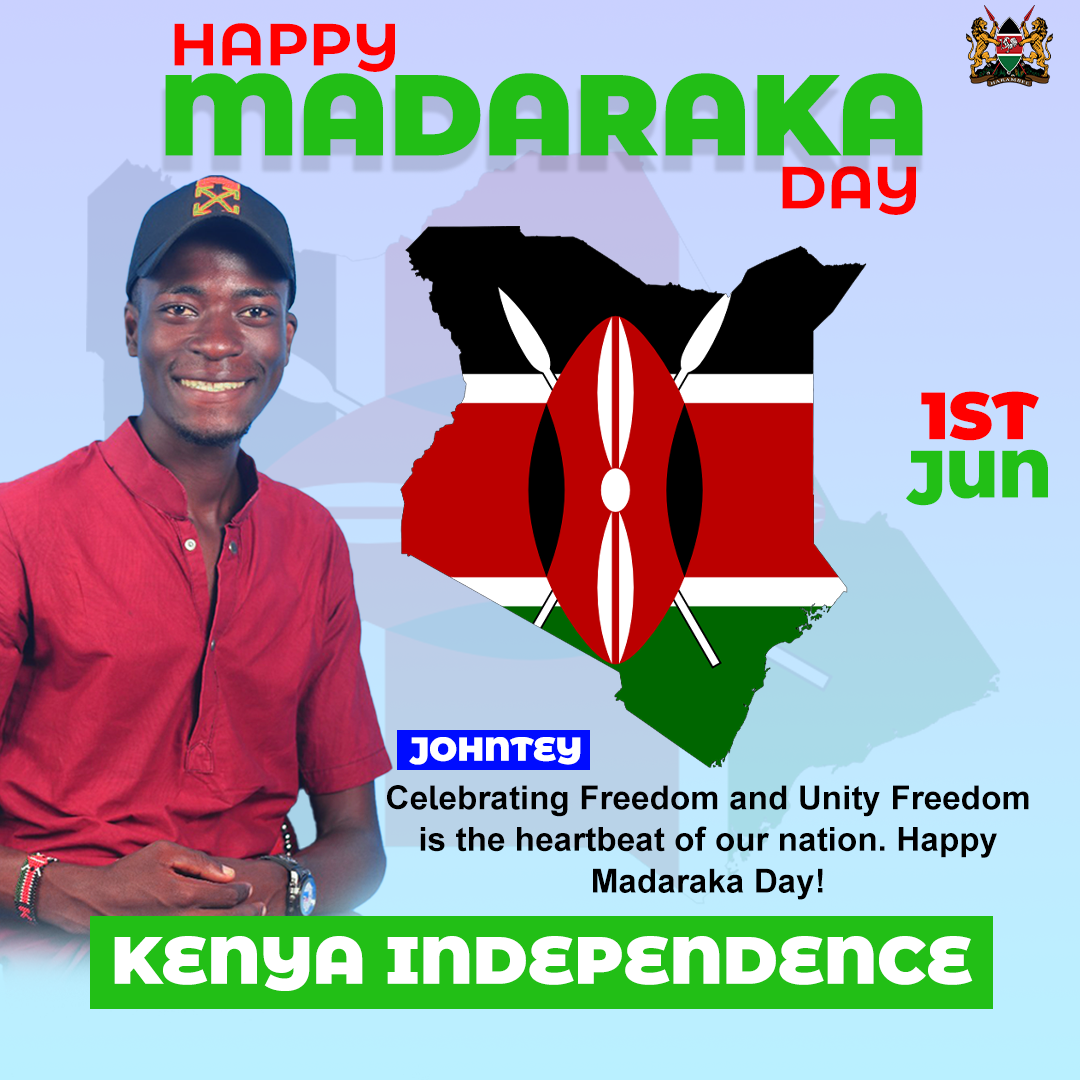 HAPPY
MADARAKA
DAY
HARAMBEE
1ST
Jun
JOHNTEY
Celebrating Freedom and Unity Freedom
is the heartbeat of our nation. Happy
Madaraka Day!
KENYA INDEPENDENCE